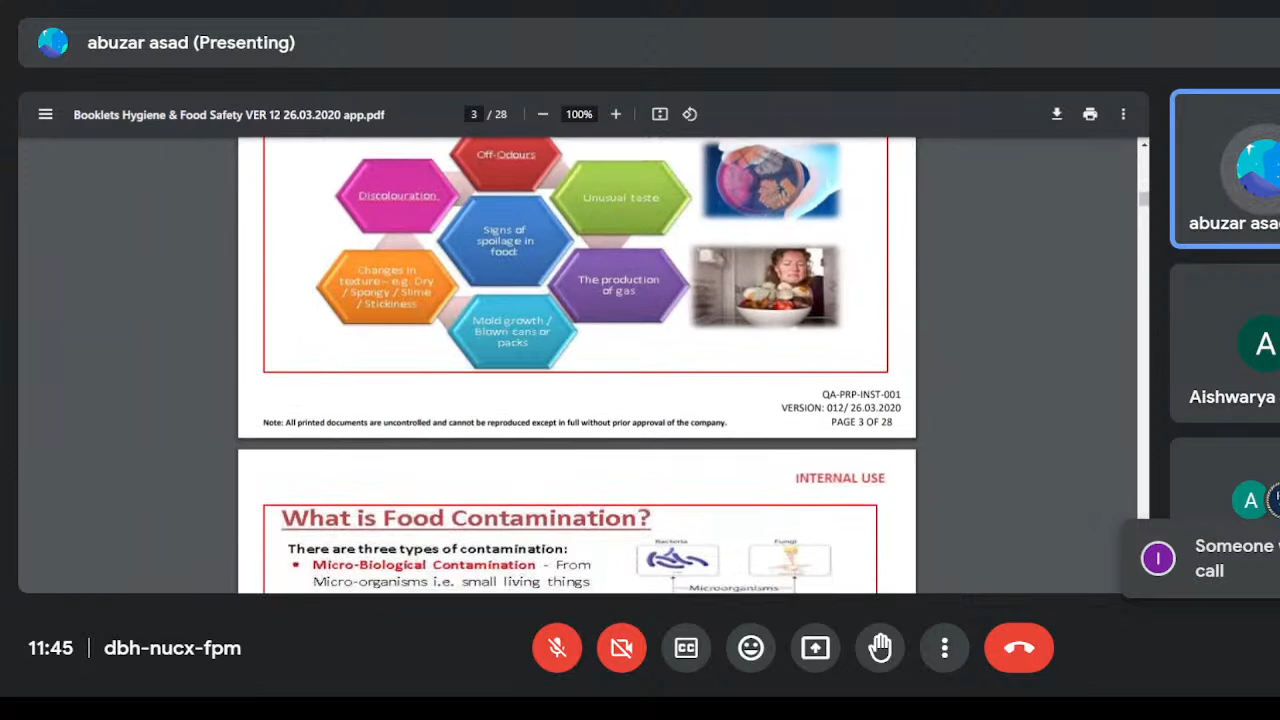 abuzar asad (Presenting)
Booklets Hygiene & Food Safety VER 12 26.03.2020 app.pdf
3 / 28
100%
Off-Odours
Discolouration
Unusual taste
Signs of
spoilage in
food:
Changes in
texture – e.g. Dry
/ Spongy / Slime
/ Stickiness
The production
of gas
Mold growth /
Blown cans or
packs
QA-PRP-INST-001
VERSION: 012/ 26.03.2020
Note: All printed documents are uncontrolled and cannot be reproduced except in full without prior approval of the company.
PAGE 3 OF 28
INTERNAL USE
What is Food Contamination?
There are three types of contamination:
• Micro-Biological Contamination - From
Micro-organisms i.e. small living things
Bacteria
Fungi
Microorganisms
abuzar asad
A
Aishwarya
A
I
Someone
call
11:45
dbh-nucx-fpm
CC